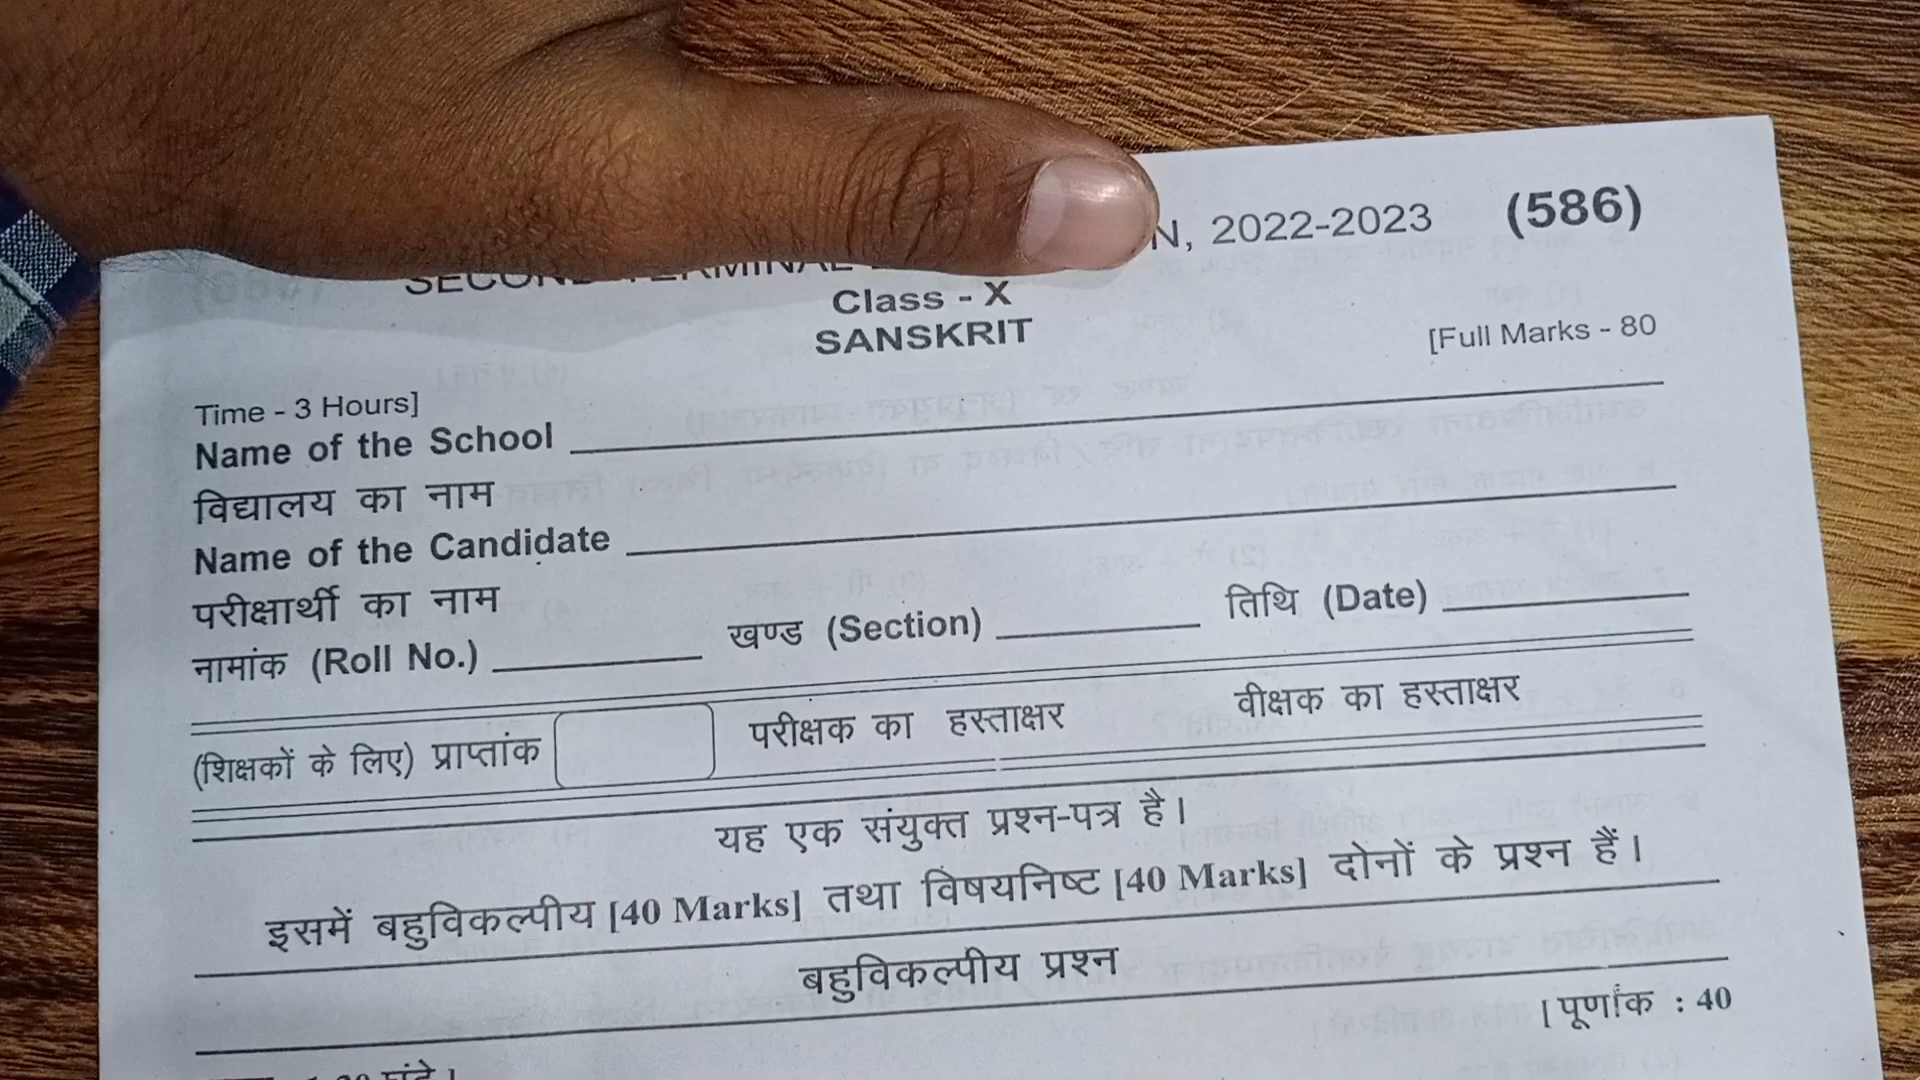 N, 2022-2023 (586)
SECOND TERMINAL
Class - X
SANSKRIT
[Full Marks - 80
Time - 3 Hours]
Name of the School
विद्यालय का नाम
Name of the Candidate
परीक्षार्थी का नाम
नामांक (Roll No.) खण्ड (Section) तिथि (Date)
(शिक्षकों के लिए) प्राप्तांक परीक्षक का हस्ताक्षर वीक्षक का हस्ताक्षर
यह एक संयुक्त प्रश्न-पत्र है।
इसमें बहुविकल्पीय [40 Marks] तथा विषयनिष्ट [40 Marks] दोनों के प्रश्न हैं।
बहुविकल्पीय प्रश्न
[पूर्णांक : 40